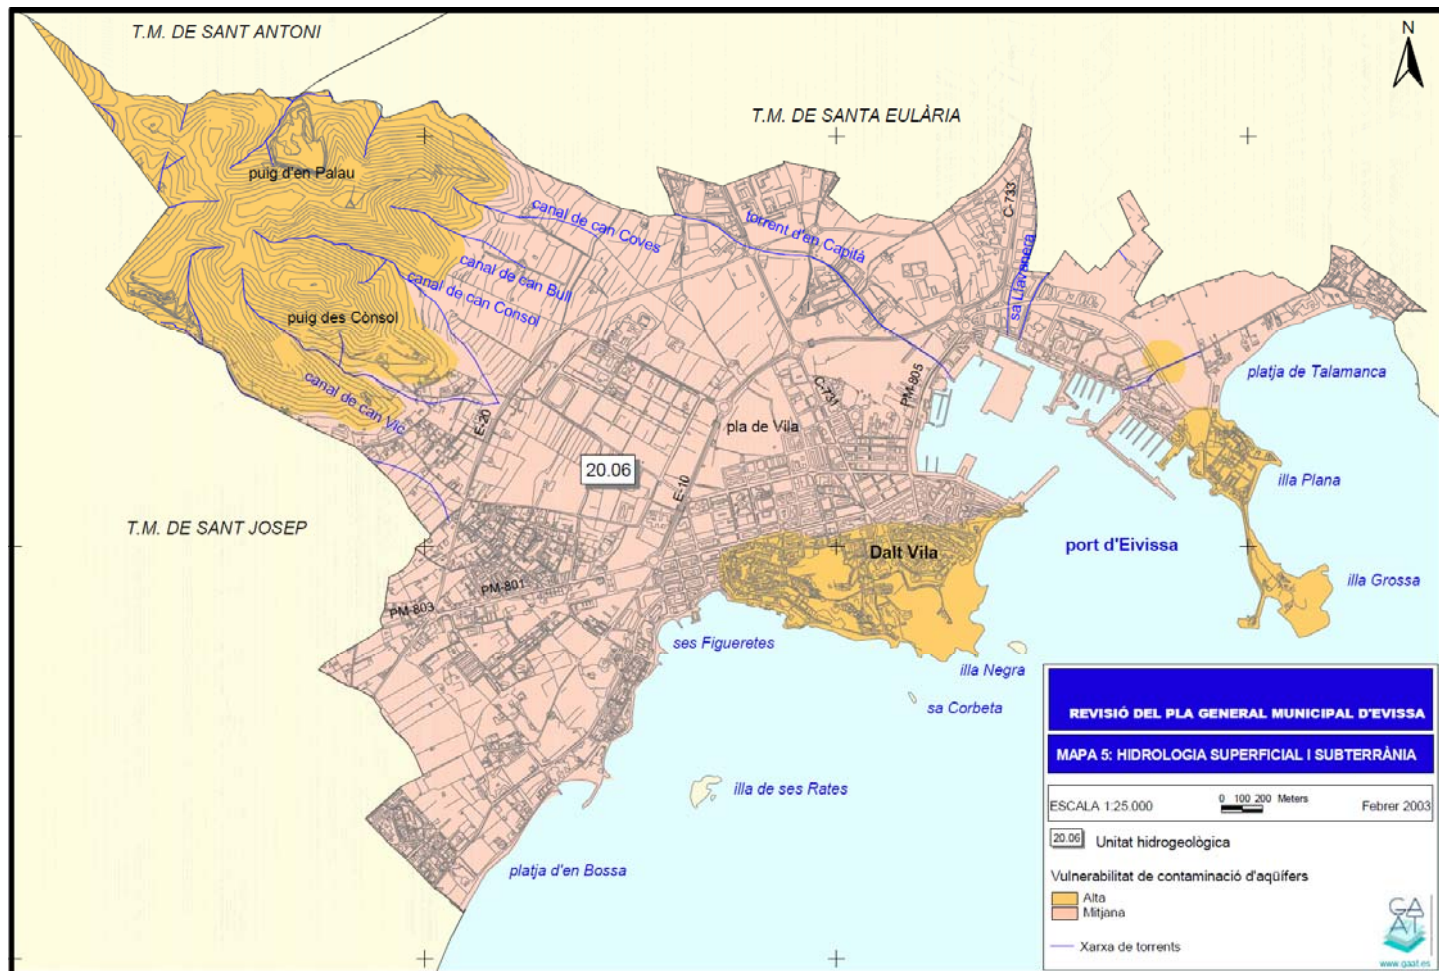 T.M. DE SANT ANTONI
N
T.M. DE SANTA EULÀRIA
puig d'en Palau
canal de can Coves
torrent d'en Capità
C-733
sa Llavanera
canal de can Bull
canal de can Consol
puig des Cònsol
canal de can Vic
E-20
C-731
PM-805
platja de Talamanca
pla de Vila
20.06
E-10
illa Plana
T.M. DE SANT JOSEP
Dalt Vila
port d'Eivissa
illa Grossa
PM-801
PM-803
ses Figueretes
illa Negra
sa Corbeta
illa de ses Rates
platja d'en Bossa
REVISIÓ DEL PLA GENERAL MUNICIPAL D'EVISSA
MAPA 5: HIDROLOGIA SUPERFICIAL I SUBTERRÀNIA
ESCALA 1:25.000
0 100 200 Meters
Febrer 2003
20.06 Unitat hidrogeològica
Vulnerabilitat de contaminació d'aqüífers
Alta
Mitjana
Xarxa de torrents
GA
AT
www.gaat.es